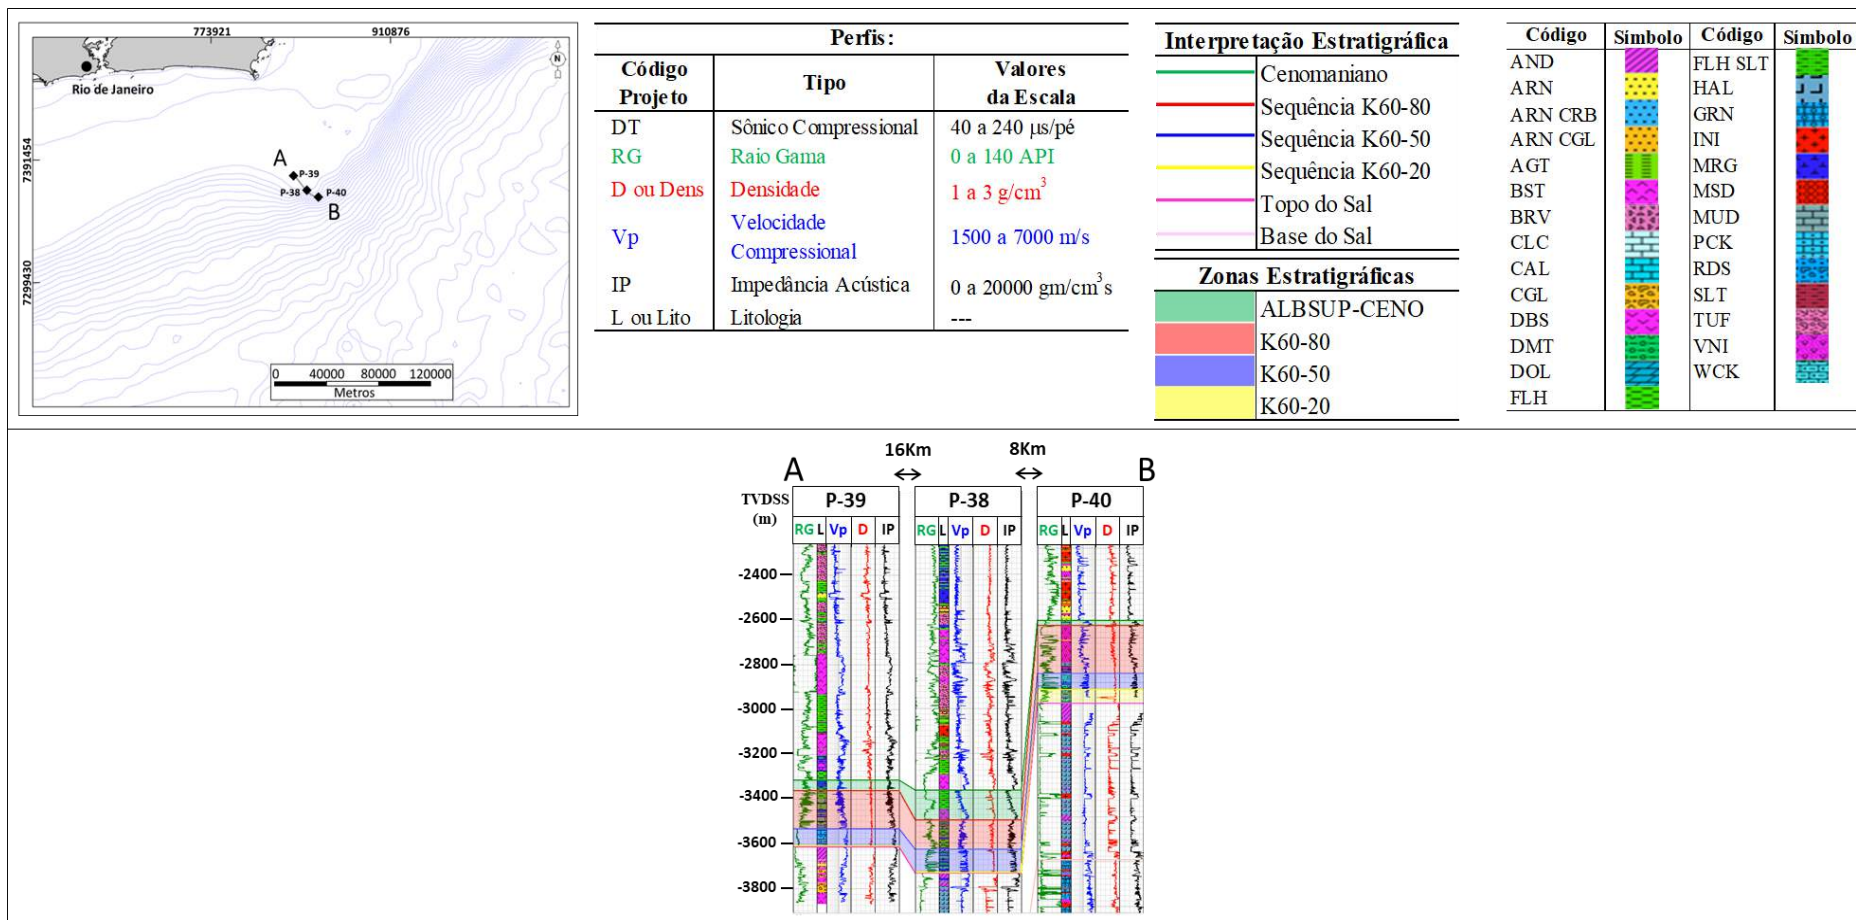 773921
910876
N
Rio de Janeiro
7391454
7299430
A
P-39
P-38
P-40
B
0 40000 80000 120000
Metros
Perfis:
Código Projeto
Tipo
Valores da Escala
DT Sônico Compressional 40 a 240 µs/pé
RG Raio Gama 0 a 140 API
D ou Dens Densidade 1 a 3 g/cm³
Vp Velocidade Compressional 1500 a 7000 m/s
IP Impedância Acústica 0 a 20000 gm/cm³s
L ou Lito Litologia ---
Interpretação Estratigráfica
Cenomaniano
Sequência K60-80
Sequência K60-50
Sequência K60-20
Topo do Sal
Base do Sal
Zonas Estratigráficas
ALBSUP-CENO
K60-80
K60-50
K60-20
Código Símbolo Código Símbolo
AND FLH SLT
ARN HAL
ARN CRB GRN
ARN CGL INI
AGT MRG
BST MSD
BRV MUD
CLC PCK
CAL RDS
CGL SLT
DBS TUF
DMT VNI
DOL WCK
FLH
16Km 8Km
A B
TVDSS (m)
P-39 P-38 P-40
RG L Vp D IP RG L Vp D IP RG L Vp D IP
-2400
-2600
-2800
-3000
-3200
-3400
-3600
-3800